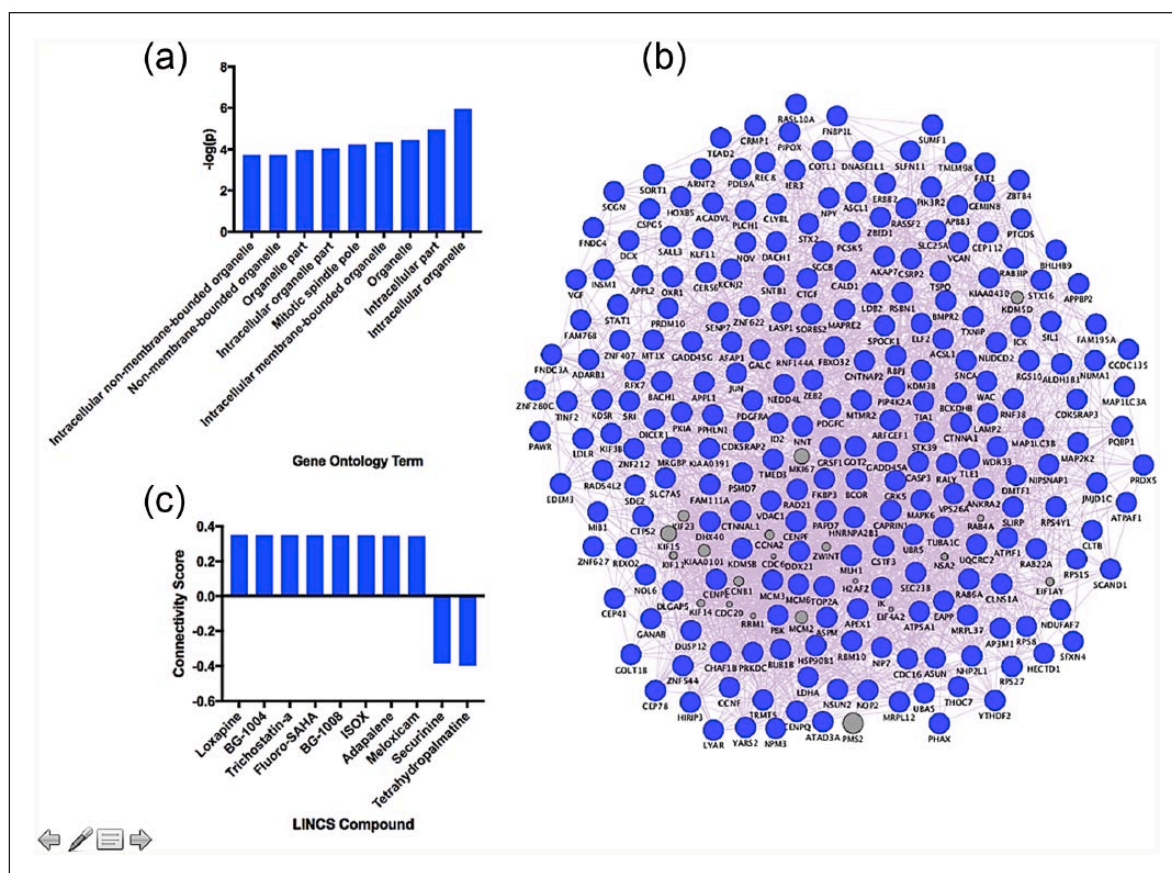 (a)
8
6
4
2
0
-log(p)
Intracellular non-membrane-bounded organelle
Non-membrane-bounded organelle
Organelle part
Intracellular organelle part
Mitotic spindle pole
Intracellular membrane-bounded organelle
Organelle
Intracellular part
Intracellular organelle
Gene Ontology Term
(b)
RASL10A
FNBP1L
CRMP1 PIPOX SUMF1
TEAD2 COTL1 DNASE1L1 SLFN11 TMEM98
ARNT2 PDE9A REC8 IER3 FAT1
SORT1 ERBB2 PIK3R2 GEMIN8 ZBTB4
SCGN HOXB5 ACADVL CLYBL NPY ASCL1 RASSF2 APBB3
CSPG5 PLCH1 STX2 ZBED1 PTGDS
FNDC4 SALL3 KLF11 NOV DACH1 PCSK5 VCAN CEP112
DCX SGCB AKAP7 CSRP2 RAB3IP BHLHB9
VGF INSM1 APPL2 OXR1 CERS6 KCNJ2 SNTB1 CTGF CALD1 TSPO KIAA0430 STX16 APPBP2
LDB2 RSBN1 BMPR2 KDM5D
STAT1 PRDM10 SENP7 ZNF622 LASP1 SORBS2 MAPRE2 TXNIP
SPOCK1 ELF2 ICK SIL1 FAM195A
ZNF407 MT1X GADD45G AFAP1 GALC RNF144A FBXO32 ACSL1 NUDCD2
FNDC3A ADARB1 CNTNAP2 RBPJ SNCA RGS10 ALDH1B1 NUMA1 CCDC135
RFX7 BACH1 APPL1 JUN NEDD4L ZEB2 KDM3B WAC MAP1LC3A
ZNF280C TINF2 KDSR SRI PDGFRA PIP4K2A BCKDHB RNF38 CDK5RAP3
PDGFC MTMR2 TIA1 LAMP2
PAWR LDLR KIF3B DICER1 PKIA PPHLN1 ID2 ARFGEF1 CTNNA1 MAP1LC3B PQBP1
CDK5RAP2 NNT STK39 MAP2K2
ZNF212 MRGBP KIAA0391 MKI67 GRSF1 GOT2 GADD45A TLE1 WDR33
TMED3 CASP3 RALY DMTF1 NIPSNAP1 PRDX5
EDEM3 RAD54L2 SDE2 SLC7A5 FAM111A PSMD7 FKBP3 BCOR GRK5 ANKRA2 JMJD1C
RAD21 MAPK6 VPS26A SLIRP RPS4Y1 ATPAF1
MIB1 CTPS2 KIF23 CTNNAL1 VDAC1 PAPD7 CAPRIN1 RAB4A
KIF15 DHX40 CCNA2 CENPF HNRNPA2B1 TUBA1C CLTB
ZNF627 REXO2 KIF11 KIAA0101 CDC6 ZWINT UBR5 NSA2 UQCRC2 ATPIF1 RAB22A RPS15
KDM5B DDX21 MLH1 CSTF3 SCAND1
NOL6 CENPE CCNB1 H2AFZ SEC23B RAB6A CLNS1A EIF1AY
CEP41 DLGAP5 KIF14 CDC20 MCM3 MCM6 TOP2A IK EIF4A2 EAPP NDUFAF7
GANAB RRM1 MCM2 APEX1 ATP5A1 MRPL37 RPS8
DUSP12 PBK ASPM AP3M1 SFXN4
GOLT1B CHAF1B PRKDC BUB1B HSP90B1 RBM10 NIP7 CDC16 ASUN NHP2L1 HECTD1
ZNF544 RPS27
CEP78 CCNF LDHA NSUN2 NOP2 UBA5 THOC7 YTHDF2
HIRIP3 TRMT5 CENPQ MRPL12
LYAR YARS2 NPM3 ATAD3A PMS2 PHAX
(c)
0.4
0.2
0.0
-0.2
-0.4
-0.6
Connectivity Score
Loxapine
BG-1004
Trichostatin-a
Fluoro-SAHA
BG-1008
ISOX
Adapalene
Meloxicam
Securinine
Tetrahydropalmatine
LINCS Compound